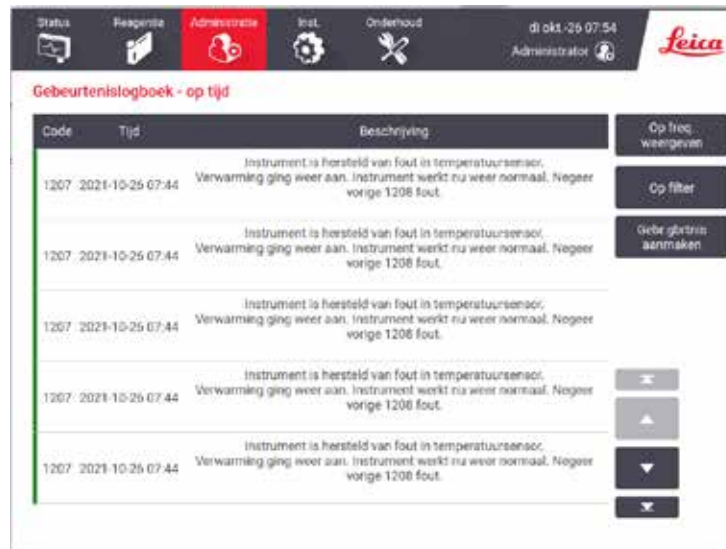 Status Reagentia Administratie Inst. Onderhoud di okt.-26 07:54
Administrator
Leica
Gebeurtenislogboek - op tijd
Code Tijd Beschrijving
Op freq. weergeven
Op filter
Gebr.gbrtnis aanmaken
Instrument is hersteld van fout in temperatuursensor.
1207 2021-10-26 07:44 Verwarming ging weer aan. Instrument werkt nu weer normaal. Negeer
vorige 1208 fout.
Instrument is hersteld van fout in temperatuursensor.
1207 2021-10-26 07:44 Verwarming ging weer aan. Instrument werkt nu weer normaal. Negeer
vorige 1208 fout.
Instrument is hersteld van fout in temperatuursensor.
1207 2021-10-26 07:44 Verwarming ging weer aan. Instrument werkt nu weer normaal. Negeer
vorige 1208 fout.
Instrument is hersteld van fout in temperatuursensor.
1207 2021-10-26 07:44 Verwarming ging weer aan. Instrument werkt nu weer normaal. Negeer
vorige 1208 fout.
Instrument is hersteld van fout in temperatuursensor.
1207 2021-10-26 07:44 Verwarming ging weer aan. Instrument werkt nu weer normaal. Negeer
vorige 1208 fout.